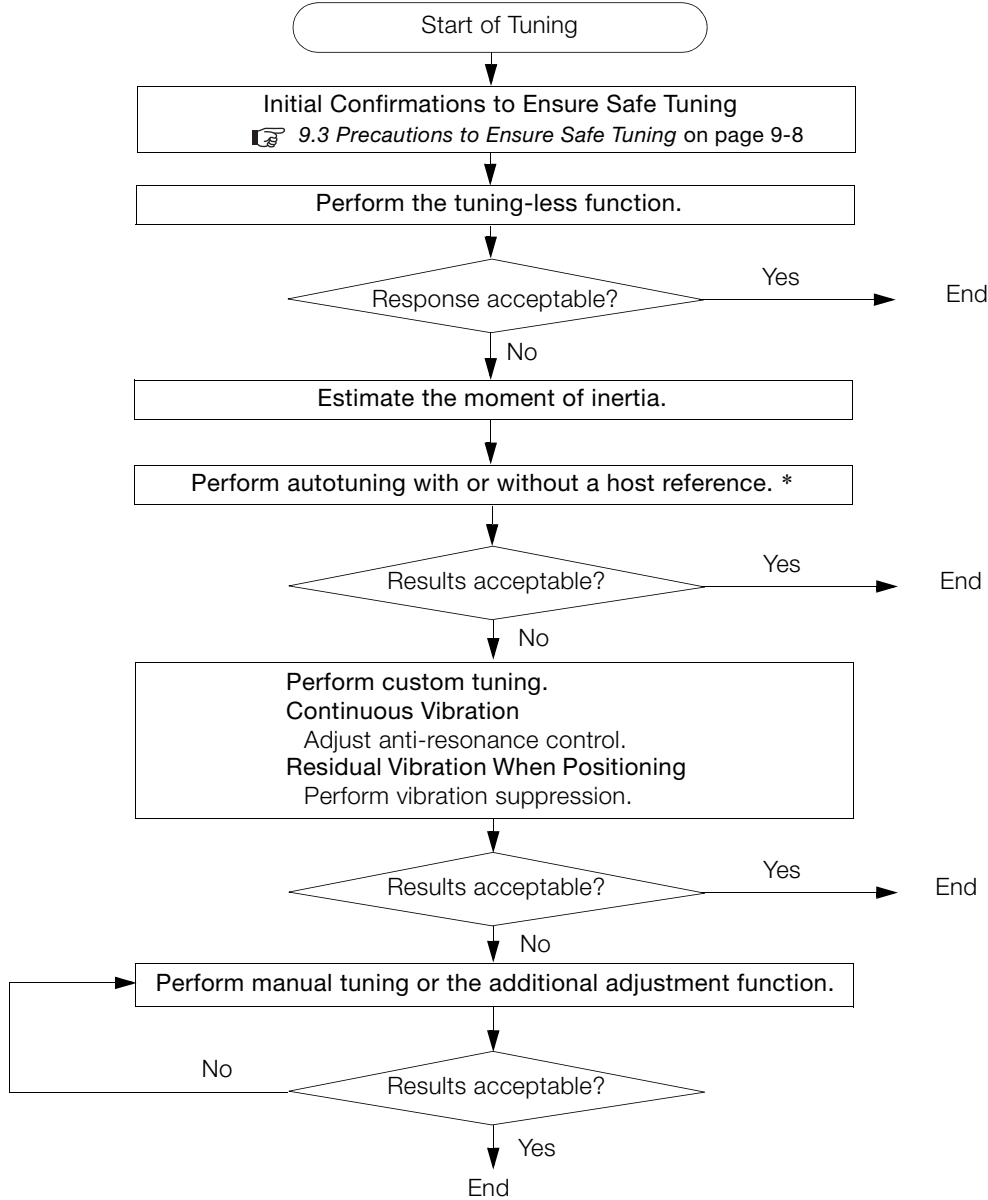 Start of Tuning
Initial Confirmations to Ensure Safe Tuning
9.3 Precautions to Ensure Safe Tuning on page 9-8
Perform the tuning-less function.
Response acceptable?
Yes
End
No
Estimate the moment of inertia.
Perform autotuning with or without a host reference. *
Results acceptable?
Yes
End
No
Perform custom tuning.
Continuous Vibration
Adjust anti-resonance control.
Residual Vibration When Positioning
Perform vibration suppression.
Results acceptable?
Yes
End
No
Perform manual tuning or the additional adjustment function.
No
Results acceptable?
Yes
End